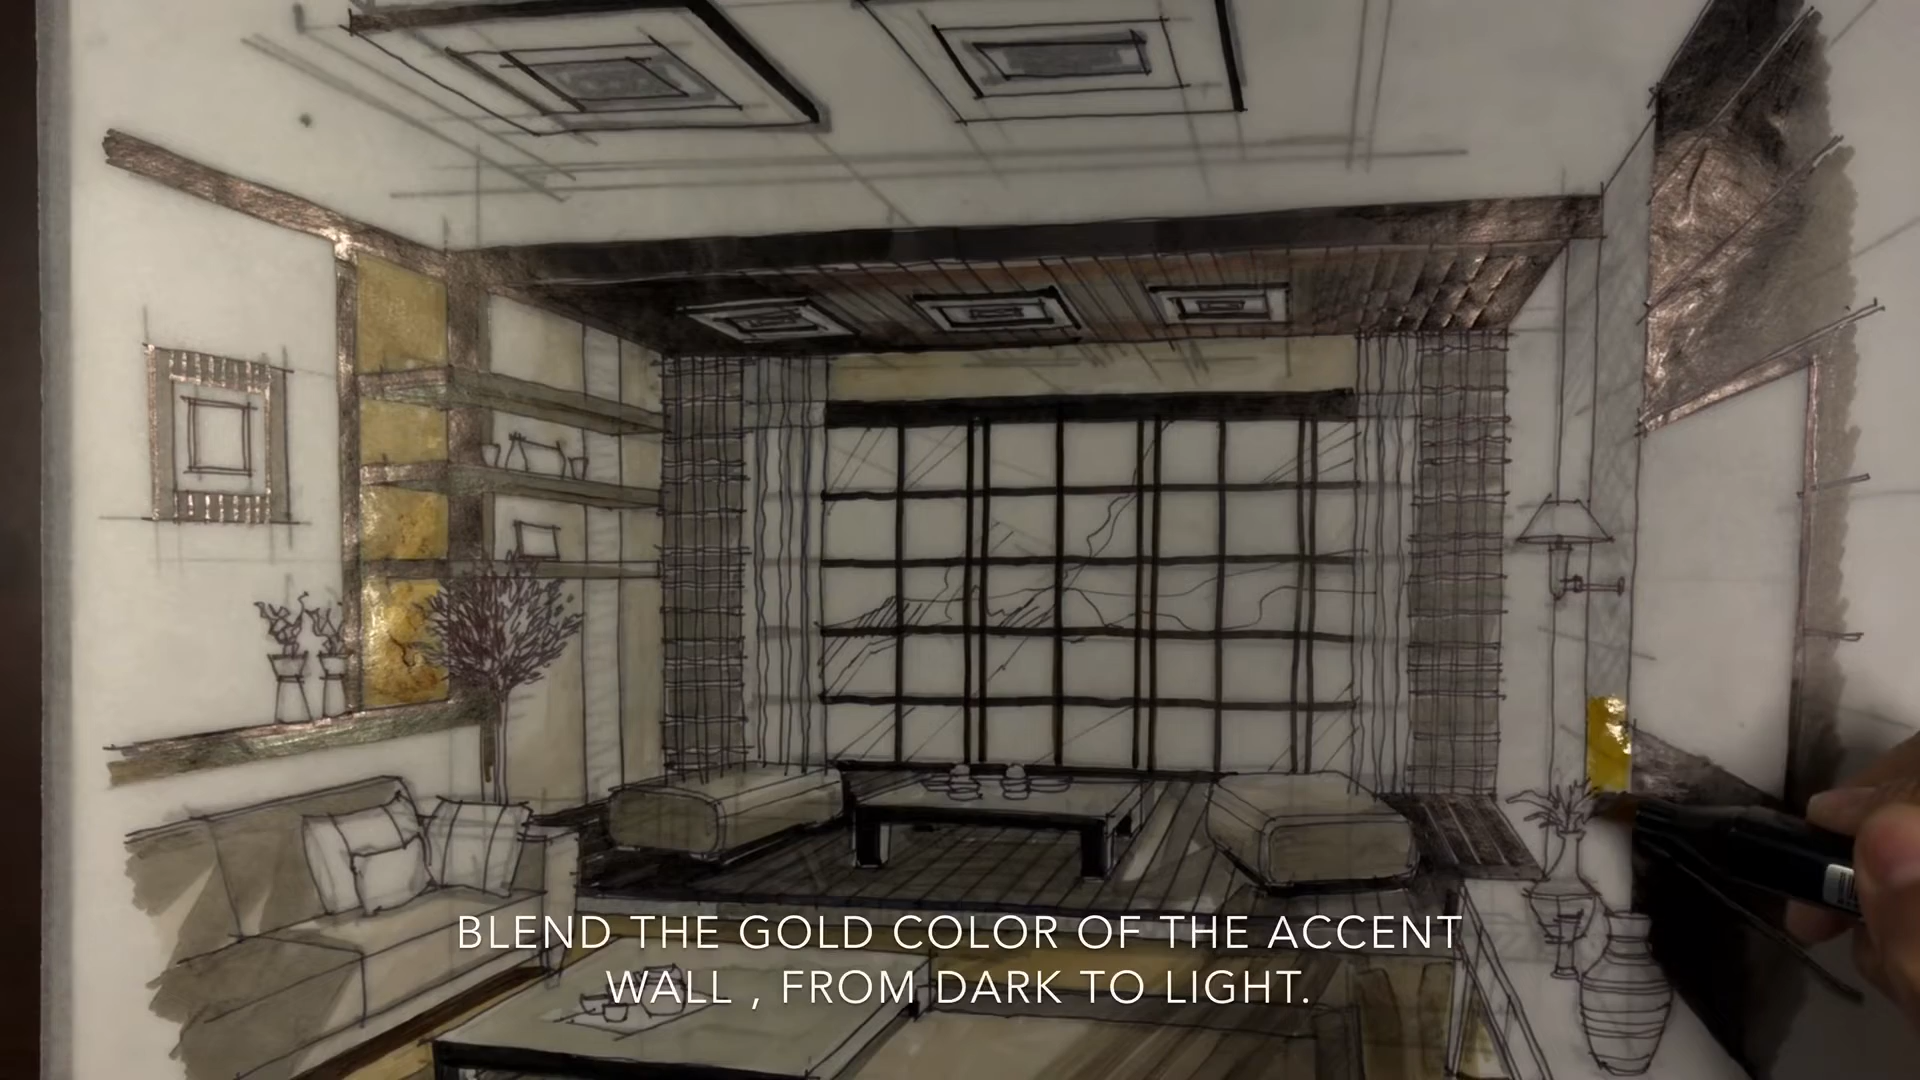 BLEND THE GOLD COLOR OF THE ACCENT
WALL , FROM DARK TO LIGHT.